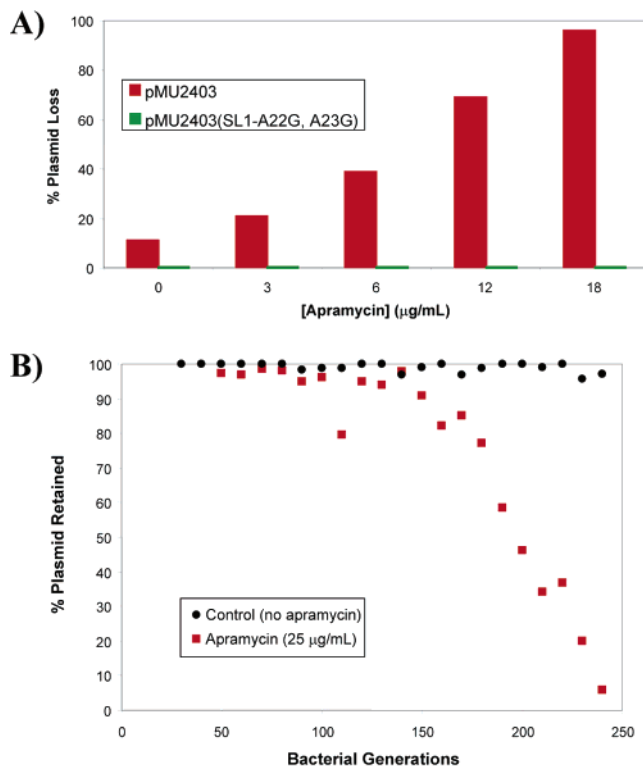 A)
100
80
60
40
20
0
% Plasmid Loss
pMU2403
pMU2403(SL1-A22G, A23G)
0 3 6 12 18
[Apramycin] (μg/mL)
B)
100
90
80
70
60
50
40
30
20
10
0
% Plasmid Retained
Control (no apramycin)
Apramycin (25 μg/mL)
0 50 100 150 200 250
Bacterial Generations